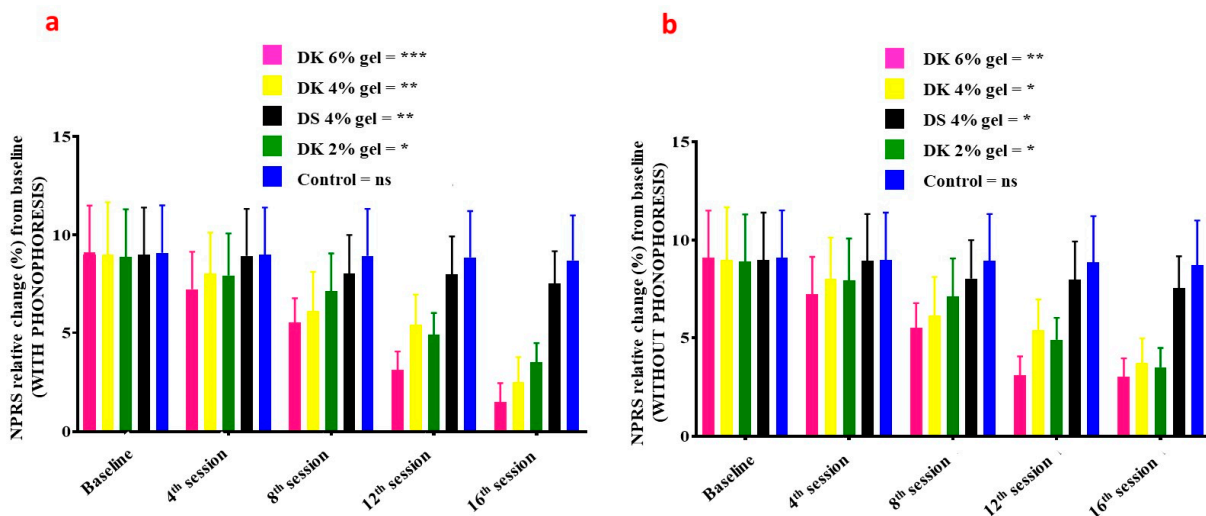 a
DK 6% gel = ***
DK 4% gel = **
DS 4% gel = **
DK 2% gel = *
Control = ns
NPRS relative change (%) from baseline
(WITH PHONOPHORESIS)
15
10
5
0
Baseline
4th session
8th session
12th session
16th session
b
DK 6% gel = **
DK 4% gel = *
DS 4% gel = *
DK 2% gel = *
Control = ns
NPRS relative change (%) from baseline
(WITHOUT PHONOPHORESIS)
15
10
5
0
Baseline
4th session
8th session
12th session
16th session